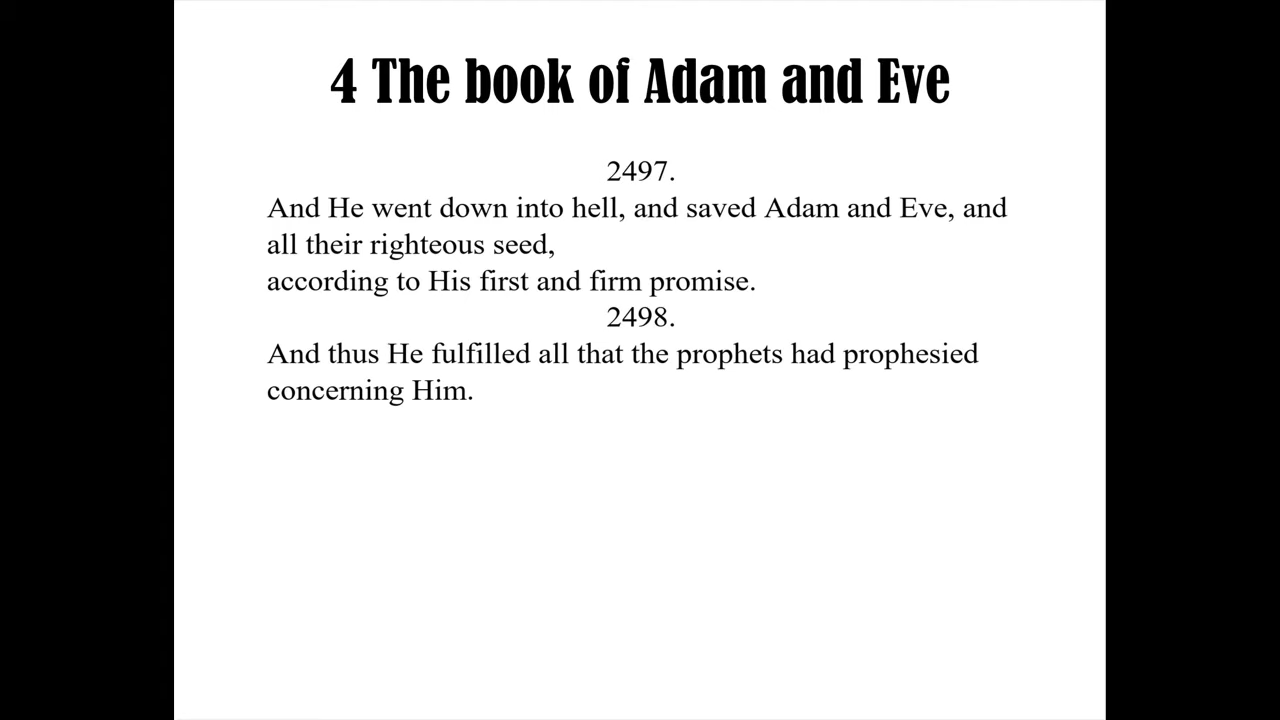 4 The book of Adam and Eve
2497.
And He went down into hell, and saved Adam and Eve, and
all their righteous seed,
according to His first and firm promise.
2498.
And thus He fulfilled all that the prophets had prophesied
concerning Him.